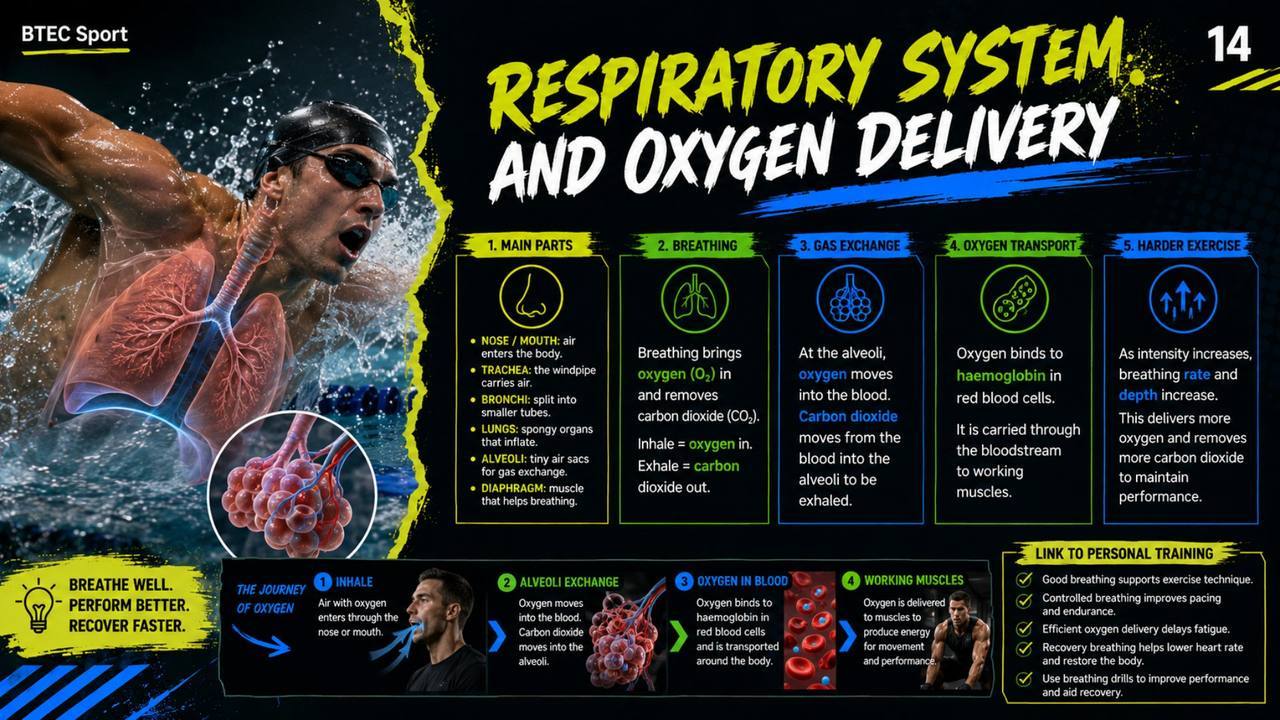 BTEC Sport
14
RESPIRATORY SYSTEM.
AND OXYGEN DELIVERY
1. MAIN PARTS
• NOSE / MOUTH: air
enters the body.
• TRACHEA: the windpipe
carries air.
• BRONCHI: split into
smaller tubes.
• LUNGS: spongy organs
that inflate.
• ALVEOLI: tiny air sacs
for gas exchange.
• DIAPHRAGM: muscle
that helps breathing.
2. BREATHING
Breathing brings
oxygen (O₂) in
and removes
carbon dioxide (CO₂).
Inhale = oxygen in.
Exhale = carbon
dioxide out.
3. GAS EXCHANGE
At the alveoli,
oxygen moves
into the blood.
Carbon dioxide
moves from the
blood into the
alveoli to be
exhaled.
4. OXYGEN TRANSPORT
Oxygen binds to
haemoglobin in
red blood cells.
It is carried through
the bloodstream
to working
muscles.
5. HARDER EXERCISE
As intensity increases,
breathing rate and
depth increase.
This delivers more
oxygen and removes
more carbon dioxide
to maintain
performance.
BREATHE WELL.
PERFORM BETTER.
RECOVER FASTER.
THE JOURNEY
OF OXYGEN
1 INHALE
Air with oxygen
enters through the
nose or mouth.
2 ALVEOLI EXCHANGE
Oxygen moves
into the blood.
Carbon dioxide
moves into the
alveoli.
3 OXYGEN IN BLOOD
Oxygen binds to
haemoglobin in
red blood cells
and is transported
around the body.
4 WORKING MUSCLES
Oxygen is delivered
to muscles to
produce energy
for movement
and performance.
LINK TO PERSONAL TRAINING
Good breathing supports exercise technique.
Controlled breathing improves pacing
and endurance.
Efficient oxygen delivery delays fatigue.
Recovery breathing helps lower heart rate
and restore the body.
Use breathing drills to improve performance
and aid recovery.